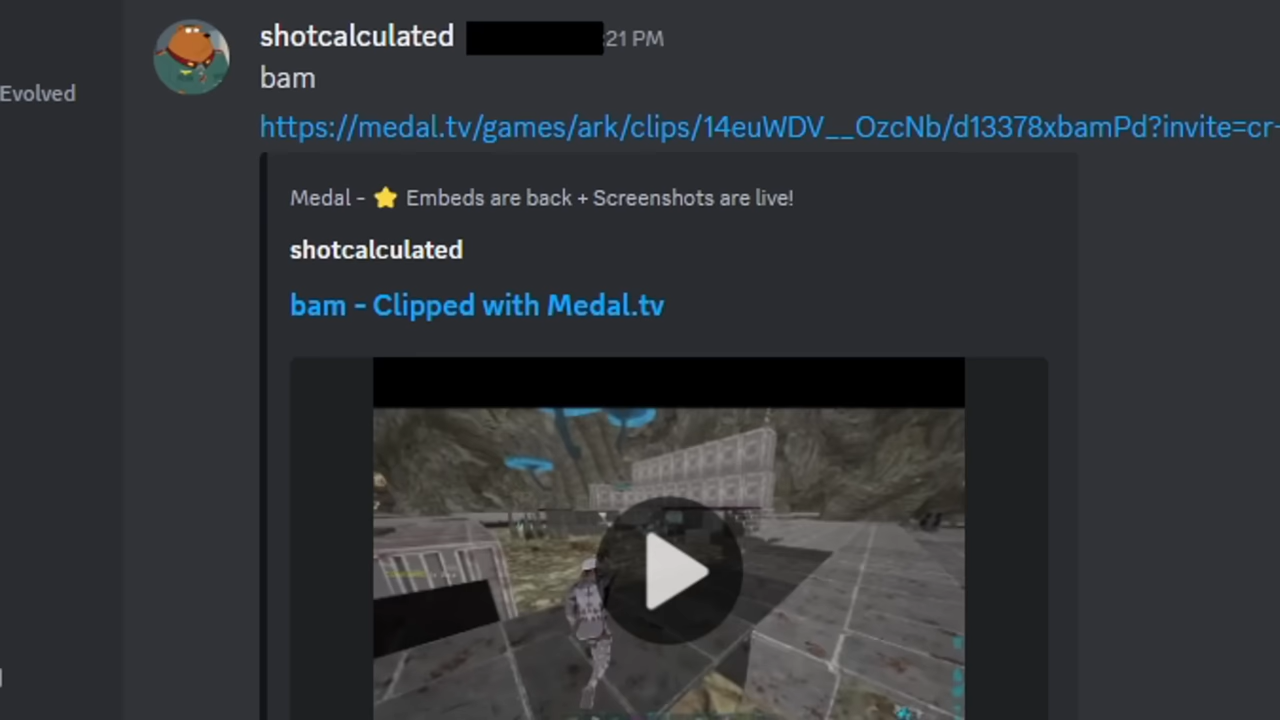 shotcalculated :21 PM
Evolved
bam
https://medal.tv/games/ark/clips/14euWDV__OzcNb/d13378xbamPd?invite=cr-
Medal - ⭐ Embeds are back + Screenshots are live!
shotcalculated
bam - Clipped with Medal.tv